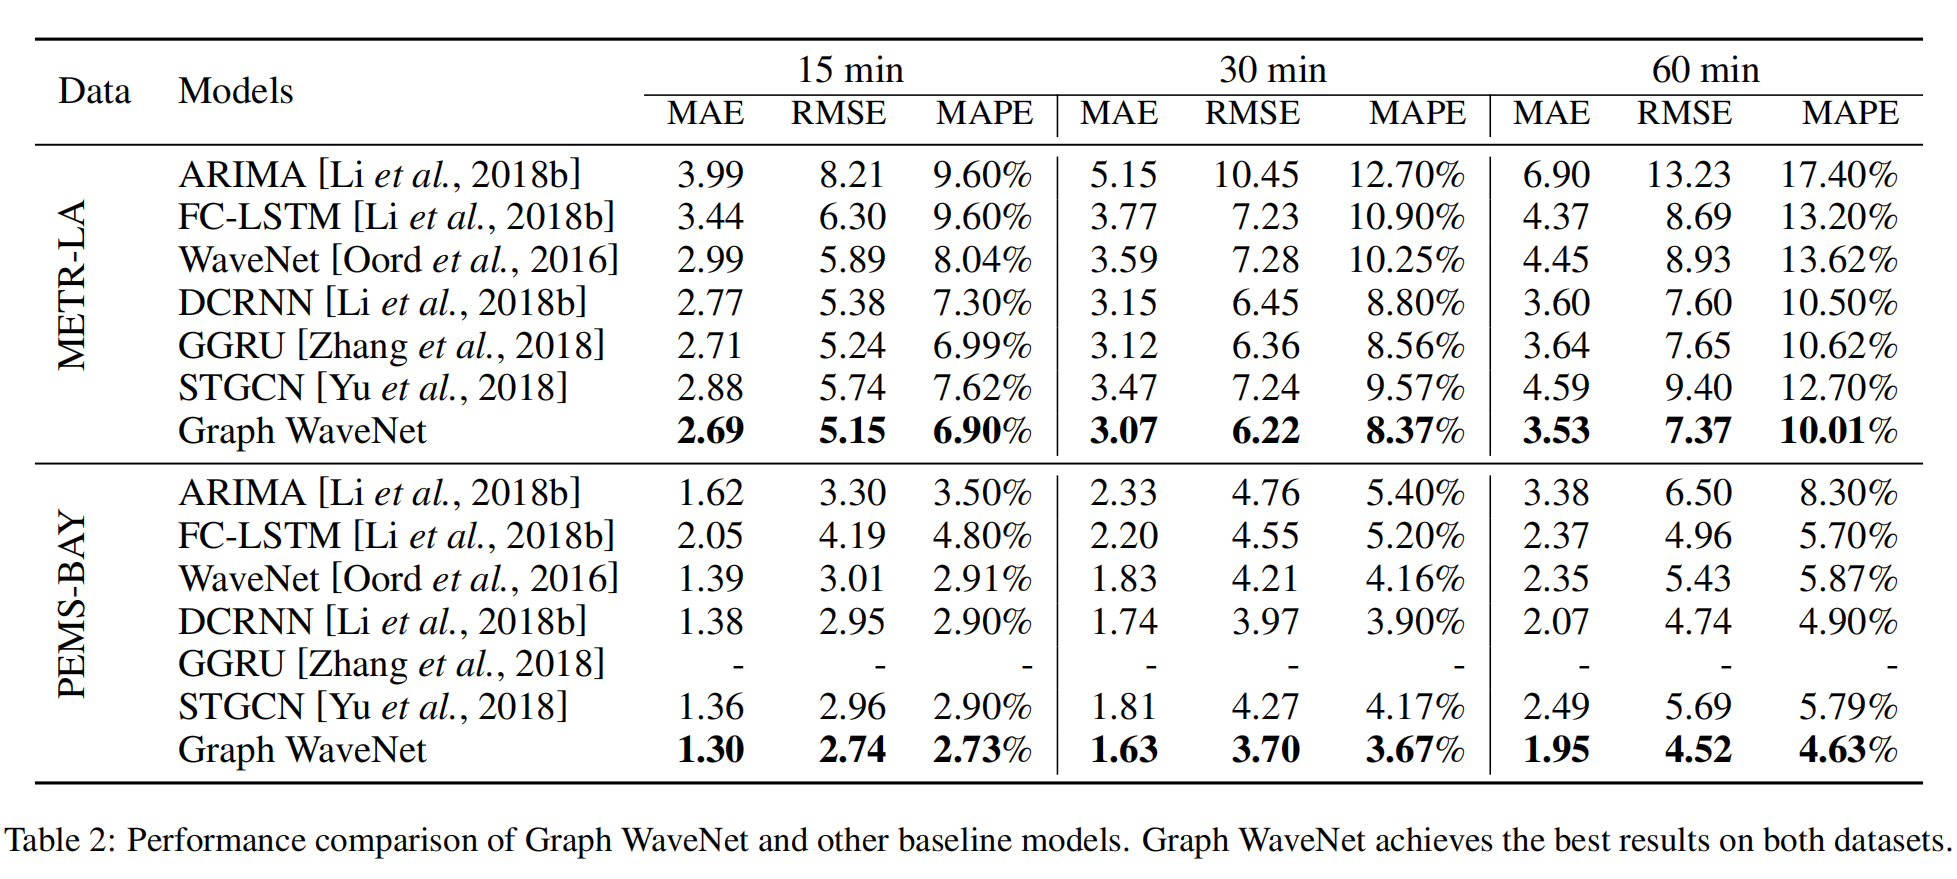 Data Models 15 min 30 min 60 min
MAE RMSE MAPE MAE RMSE MAPE MAE RMSE MAPE
METR-LA
ARIMA [Li et al., 2018b] 3.99 8.21 9.60% 5.15 10.45 12.70% 6.90 13.23 17.40%
FC-LSTM [Li et al., 2018b] 3.44 6.30 9.60% 3.77 7.23 10.90% 4.37 8.69 13.20%
WaveNet [Oord et al., 2016] 2.99 5.89 8.04% 3.59 7.28 10.25% 4.45 8.93 13.62%
DCRNN [Li et al., 2018b] 2.77 5.38 7.30% 3.15 6.45 8.80% 3.60 7.60 10.50%
GGRU [Zhang et al., 2018] 2.71 5.24 6.99% 3.12 6.36 8.56% 3.64 7.65 10.62%
STGCN [Yu et al., 2018] 2.88 5.74 7.62% 3.47 7.24 9.57% 4.59 9.40 12.70%
Graph WaveNet 2.69 5.15 6.90% 3.07 6.22 8.37% 3.53 7.37 10.01%
PEMS-BAY
ARIMA [Li et al., 2018b] 1.62 3.30 3.50% 2.33 4.76 5.40% 3.38 6.50 8.30%
FC-LSTM [Li et al., 2018b] 2.05 4.19 4.80% 2.20 4.55 5.20% 2.37 4.96 5.70%
WaveNet [Oord et al., 2016] 1.39 3.01 2.91% 1.83 4.21 4.16% 2.35 5.43 5.87%
DCRNN [Li et al., 2018b] 1.38 2.95 2.90% 1.74 3.97 3.90% 2.07 4.74 4.90%
GGRU [Zhang et al., 2018] - - - - - - - - -
STGCN [Yu et al., 2018] 1.36 2.96 2.90% 1.81 4.27 4.17% 2.49 5.69 5.79%
Graph WaveNet 1.30 2.74 2.73% 1.63 3.70 3.67% 1.95 4.52 4.63%
Table 2: Performance comparison of Graph WaveNet and other baseline models. Graph WaveNet achieves the best results on both datasets.